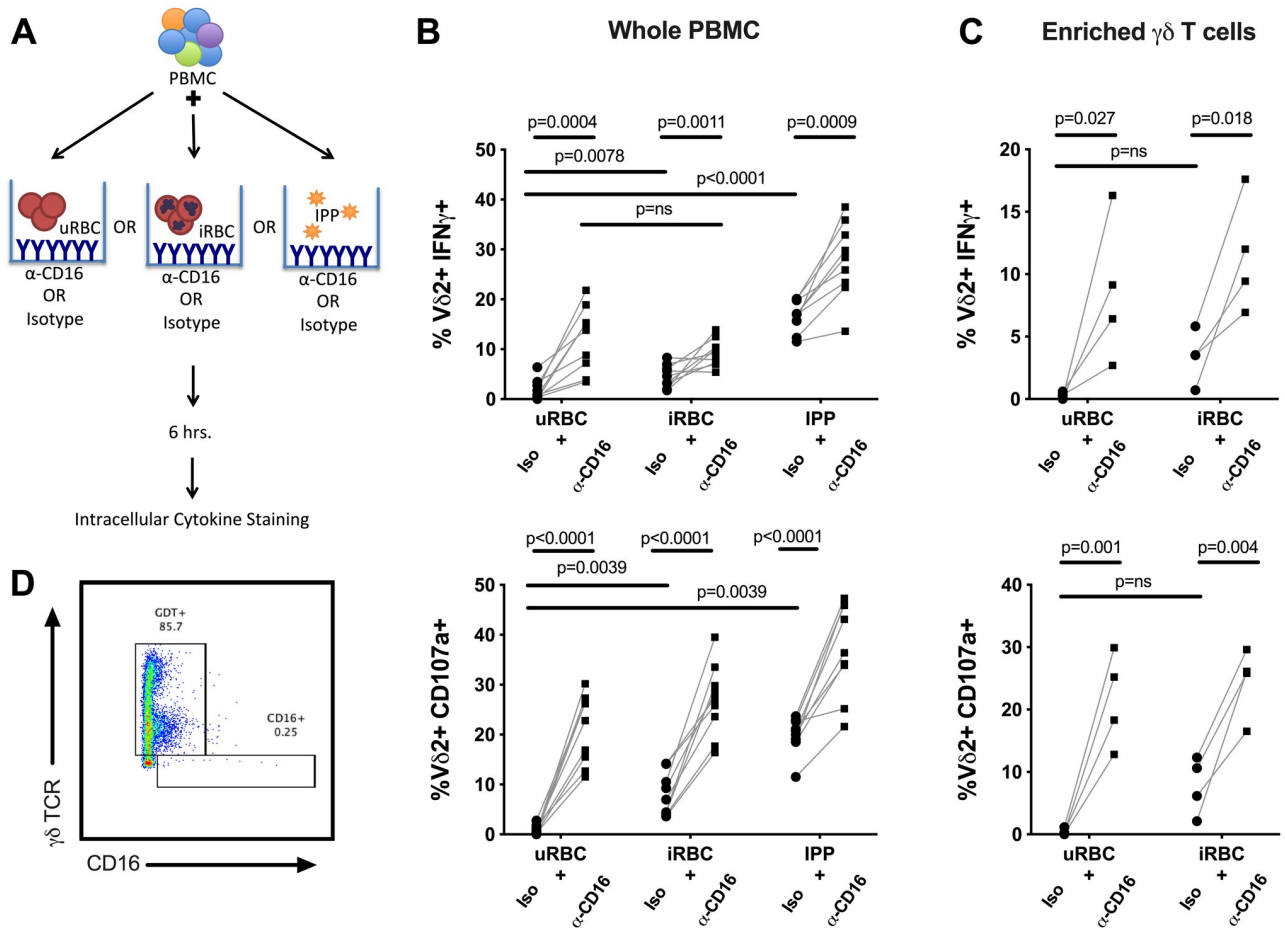 A
PBMC
+
uRBC
OR
iRBC
OR
IPP
YYYYYY
YYYYYY
YYYYYY
α-CD16
OR
Isotype
α-CD16
OR
Isotype
α-CD16
OR
Isotype
6 hrs.
Intracellular Cytokine Staining
B
Whole PBMC
p=0.0004
p=0.0011
p=0.0009
p=0.0078
p<0.0001
p=ns
% Vδ2+ IFNγ+
50
40
30
20
10
0
uRBC
+
iRBC
+
IPP
+
Iso
α-CD16
Iso
α-CD16
Iso
α-CD16
p<0.0001
p<0.0001
p<0.0001
p=0.0039
p=0.0039
%Vδ2+ CD107a+
50
40
30
20
10
0
uRBC
+
iRBC
+
IPP
+
Iso
α-CD16
Iso
α-CD16
Iso
α-CD16
C
Enriched γδ T cells
p=0.027
p=0.018
p=ns
% Vδ2+ IFNγ+
20
15
10
5
0
uRBC
+
iRBC
+
Iso
α-CD16
Iso
α-CD16
p=0.001
p=0.004
p=ns
%Vδ2+ CD107a+
40
30
20
10
0
uRBC
+
iRBC
+
Iso
α-CD16
Iso
α-CD16
D
GDT+
85.7
CD16+
0.25
γδ TCR
CD16